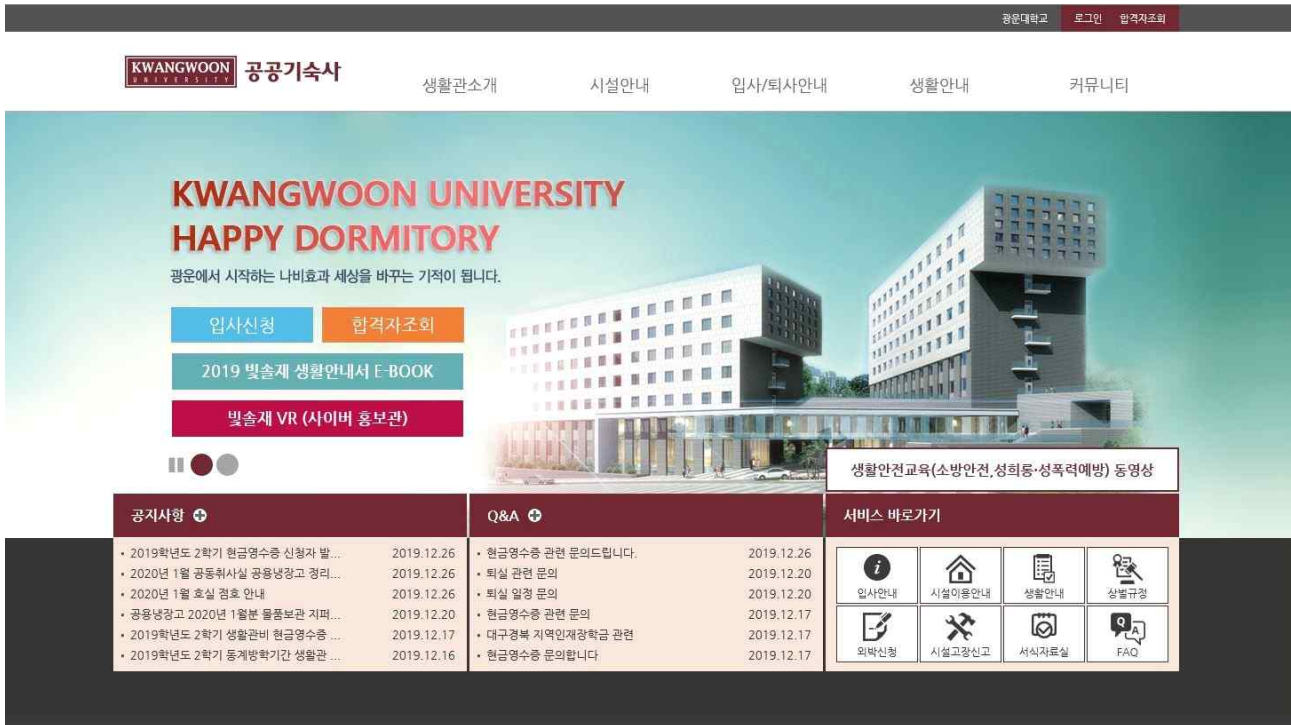 광운대학교 로그인 합격자조회
KWANGWOON
UNIVERSITY
공공기숙사
생활관소개 시설안내 입사/퇴사안내 생활안내 커뮤니티
KWANGWOON UNIVERSITY
HAPPY DORMITORY
광운에서 시작하는 나비효과 세상을 바꾸는 기적이 됩니다.
입사신청 합격자조회
2019 빛솔재 생활안내서 E-BOOK
빛솔재 VR (사이버 홍보관)
생활안전교육(소방안전,성희롱·성폭력예방) 동영상
공지사항
• 2019학년도 2학기 현금영수증 신청자 발... 2019.12.26
• 2020년 1월 공동취사실 공용냉장고 정리... 2019.12.26
• 2020년 1월 호실 점호 안내 2019.12.26
• 공용냉장고 2020년 1월분 물품보관 지퍼... 2019.12.20
• 2019학년도 2학기 생활관비 현금영수증 ... 2019.12.17
• 2019학년도 2학기 동계방학기간 생활관 ... 2019.12.16
Q&A
• 현금영수증 관련 문의드립니다. 2019.12.26
• 퇴실 관련 문의 2019.12.20
• 퇴실 일정 문의 2019.12.20
• 현금영수증 관련 문의 2019.12.17
• 대구경북 지역인재장학금 관련 2019.12.17
• 현금영수증 문의합니다 2019.12.17
서비스 바로가기
입사안내 시설이용안내 생활안내 상벌규정
외박신청 시설고장신고 서식자료실 FAQ